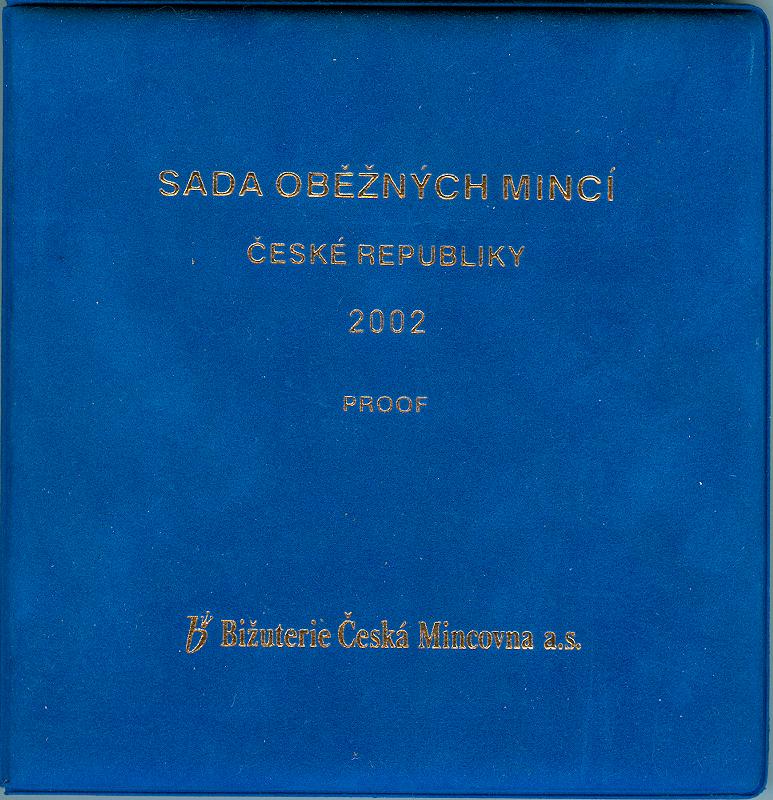 SADA OBĚŽNÝCH MINCÍ
ČESKÉ REPUBLIKY
2002
PROOF
Bižuterie Česká Mincovna a.s.